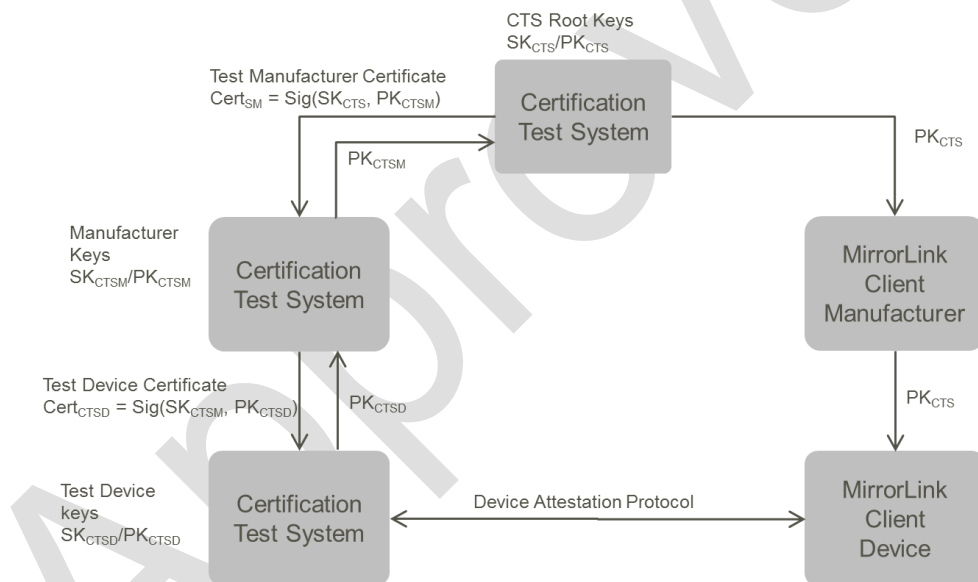 CTS Root Keys
SK_CTS/PK_CTS
Certification
Test System
Test Manufacturer Certificate
Cert_SM = Sig(SK_CTS, PK_CTSM)
PK_CTSM
PK_CTS
Manufacturer
Keys
SK_CTSM/PK_CTSM
Certification
Test System
MirrorLink
Client
Manufacturer
Test Device Certificate
Cert_CTSD = Sig(SK_CTSM, PK_CTSD)
PK_CTSD
PK_CTS
Test Device
keys
SK_CTSD/PK_CTSD
Certification
Test System
Device Attestation Protocol
MirrorLink
Client
Device
Approve